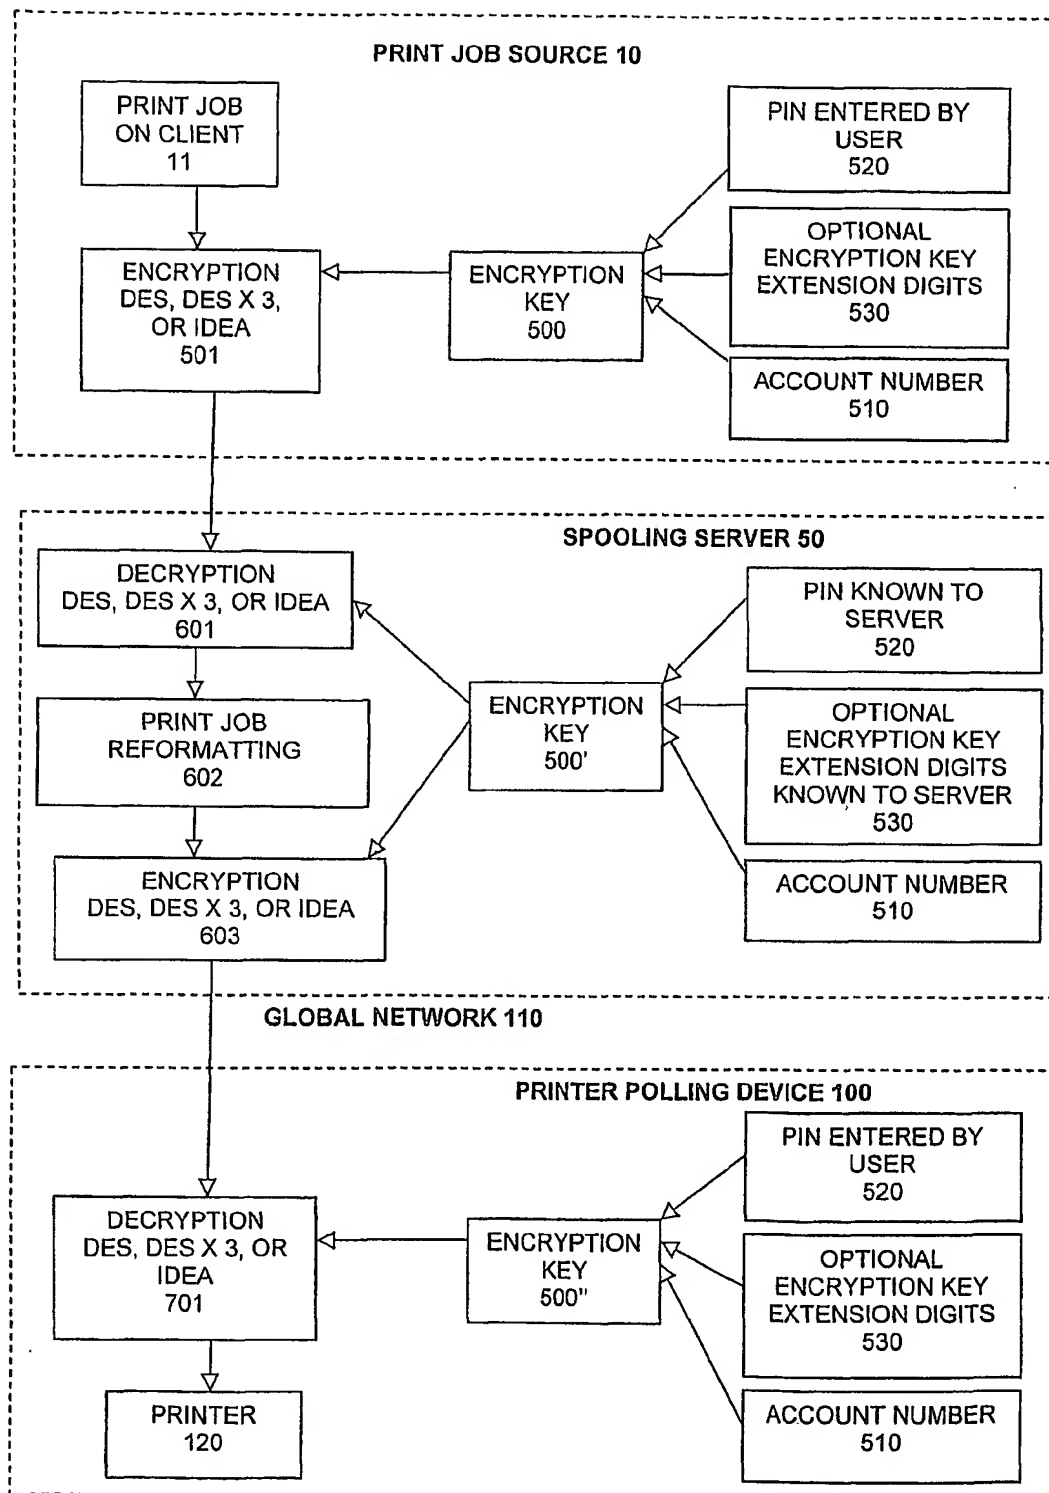 PRINT JOB SOURCE 10
PRINT JOB
ON CLIENT
11
PIN ENTERED BY
USER
520
OPTIONAL
ENCRYPTION KEY
EXTENSION DIGITS
530
ENCRYPTION
DES, DES X 3,
OR IDEA
501
ENCRYPTION
KEY
500
ACCOUNT NUMBER
510
SPOOLING SERVER 50
DECRYPTION
DES, DES X 3, OR IDEA
601
PIN KNOWN TO
SERVER
520
PRINT JOB
REFORMATTING
602
ENCRYPTION
KEY
500'
OPTIONAL
ENCRYPTION KEY
EXTENSION DIGITS
KNOWN TO SERVER
530
ENCRYPTION
DES, DES X 3, OR IDEA
603
ACCOUNT NUMBER
510
GLOBAL NETWORK 110
PRINTER POLLING DEVICE 100
PIN ENTERED BY
USER
520
DECRYPTION
DES, DES X 3, OR
IDEA
701
ENCRYPTION
KEY
500"
OPTIONAL
ENCRYPTION KEY
EXTENSION DIGITS
530
PRINTER
120
ACCOUNT NUMBER
510